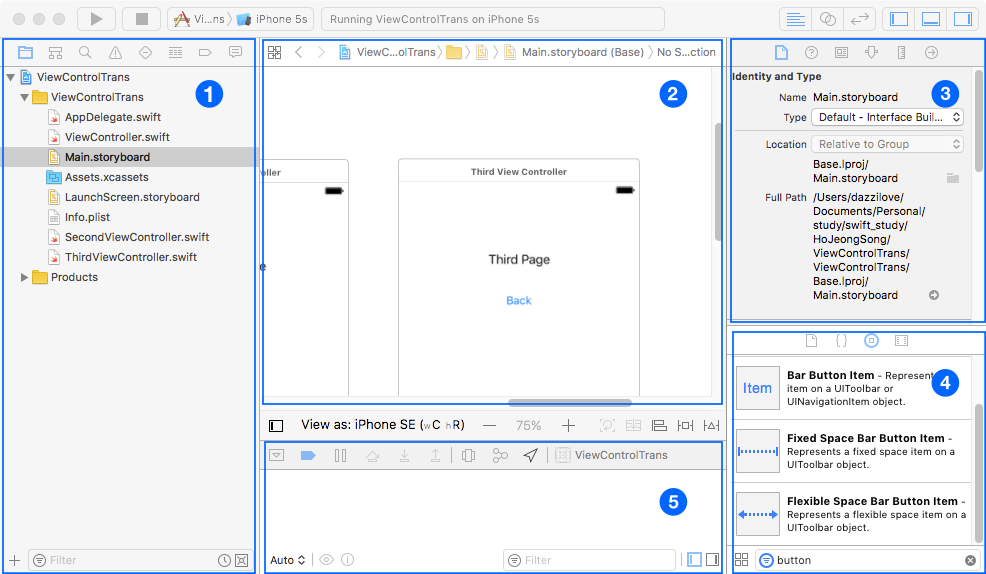 Vi...ns
iPhone 5s
Running ViewControlTrans on iPhone 5s
ViewControlTrans
ViewControlTrans
AppDelegate.swift
ViewController.swift
Main.storyboard
Assets.xcassets
LaunchScreen.storyboard
Info.plist
SecondViewController.swift
ThirdViewController.swift
Products
1
Filter
ViewC...olTrans
Main.storyboard (Base)
No S...ction
2
ller
Third View Controller
e
Third Page
Back
View as: iPhone SE (wC hR)
75%
ViewControlTrans
5
Auto
Filter
Identity and Type
3
Name Main.storyboard
Type Default - Interface Buil...
Location Relative to Group
Base.lproj/
Main.storyboard
Full Path /Users/dazzilove/
Documents/Personal/
study/swift_study/
HoJeongSong/
ViewControlTrans/
ViewControlTrans/
Base.lproj/
Main.storyboard
{}
4
Item
Bar Button Item - Represent
item on a UIToolbar or
UINavigationItem object.
Fixed Space Bar Button Item -
Represents a fixed space item on a
UIToolbar object.
Flexible Space Bar Button Item -
Represents a flexible space item on a
UIToolbar object.
button